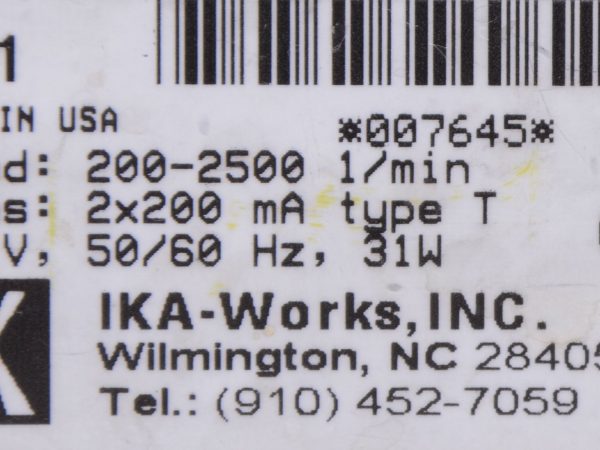 1
IN USA
*007645*
d: 200-2500 1/min
s: 2x200 mA type T
V, 50/60 Hz, 31W
IKA-Works, INC.
Wilmington, NC 28405
Tel.: (910) 452-7059